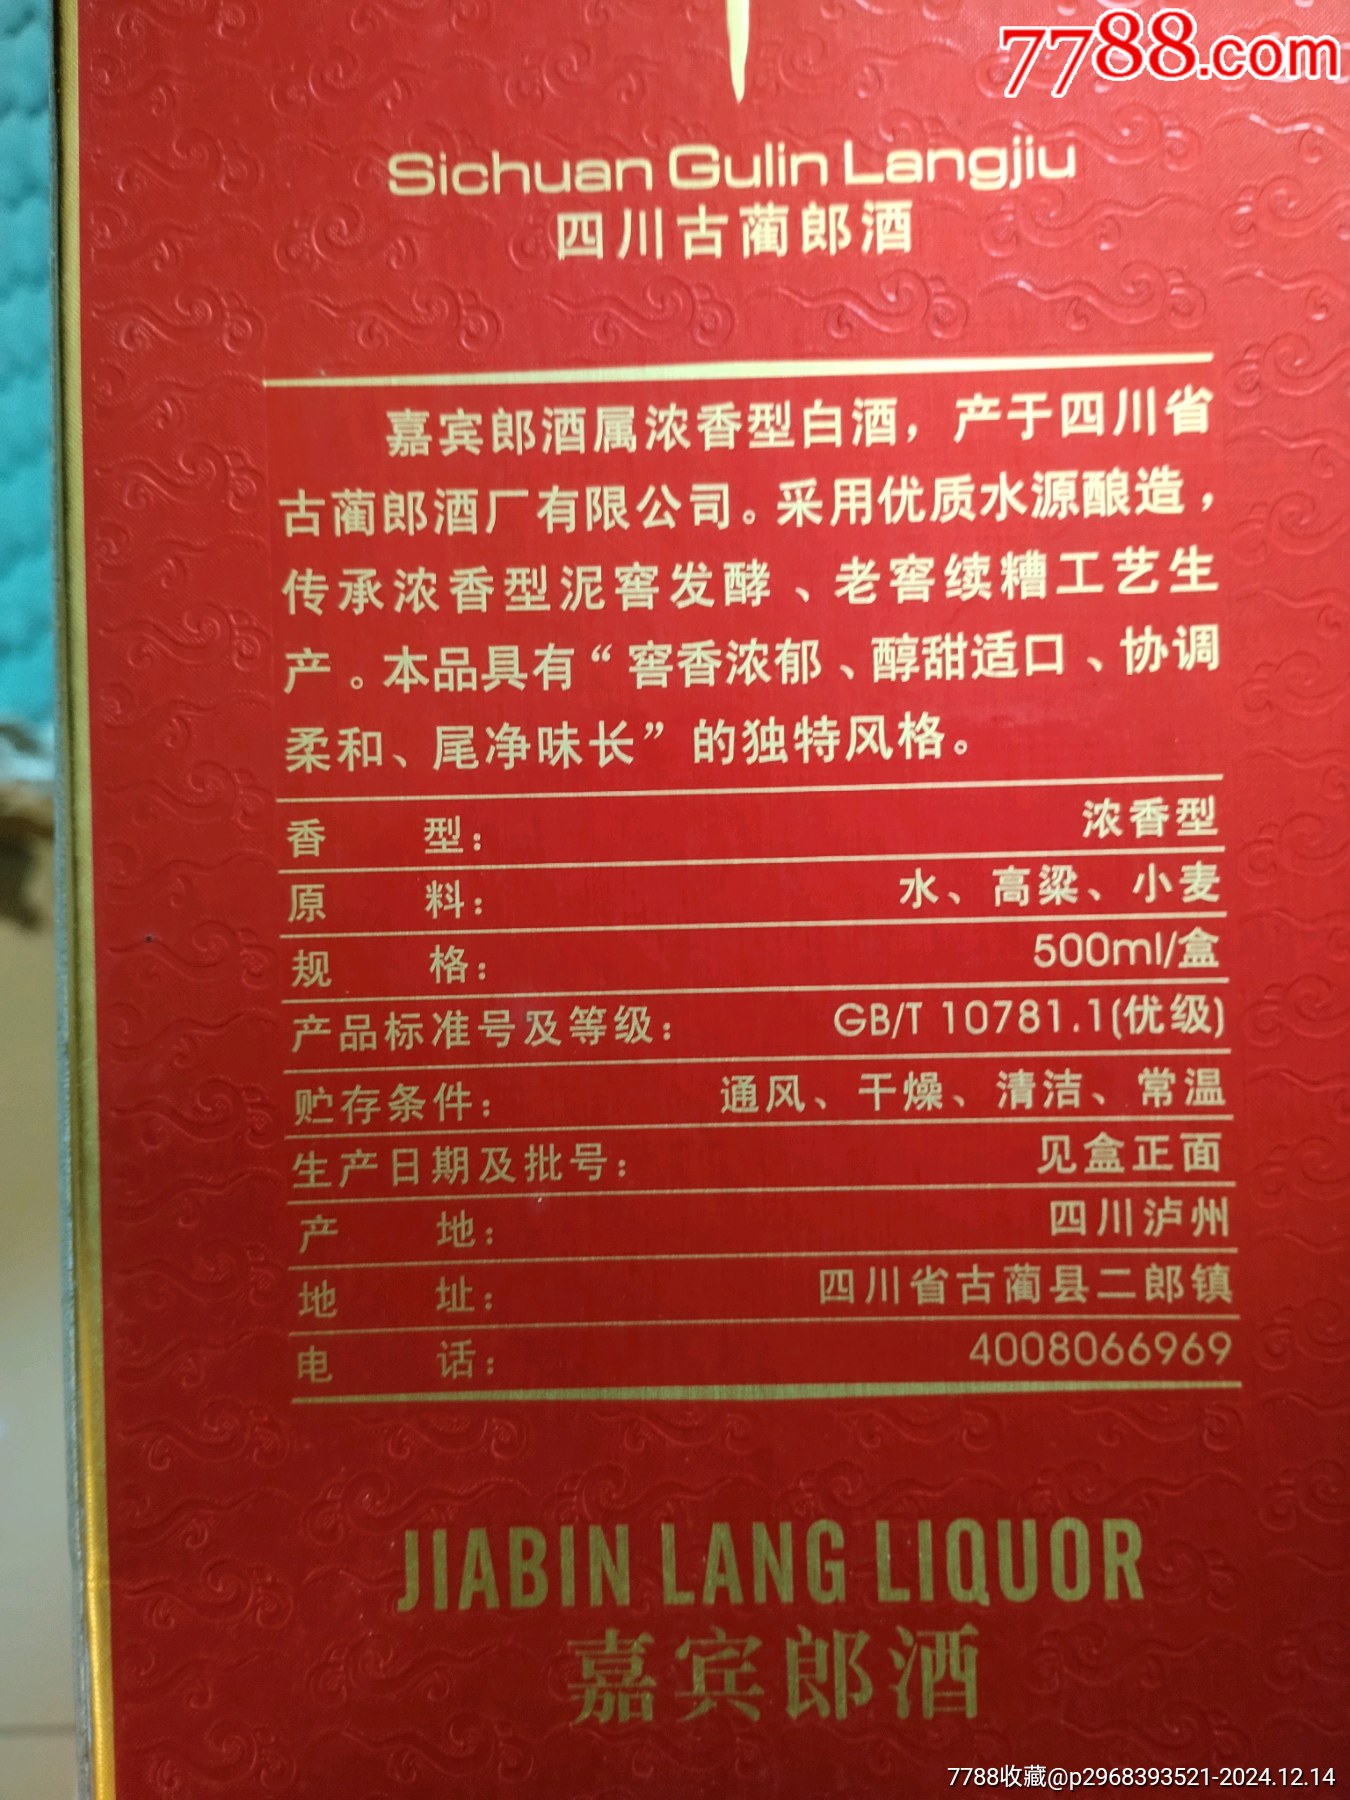 7788.com
Sichuan Gulin Langjiu
四川古蔺郎酒
嘉宾郎酒属浓香型白酒，产于四川省
古蔺郎酒厂有限公司。采用优质水源酿造，
传承浓香型泥窖发酵、老窖续糟工艺生
产。本品具有“窖香浓郁、醇甜适口、协调
柔和、尾净味长”的独特风格。
香 型： 浓香型
原 料： 水、高粱、小麦
规 格： 500ml/盒
产品标准号及等级： GB/T 10781.1(优级)
贮存条件： 通风、干燥、清洁、常温
生产日期及批号： 见盒正面
产 地： 四川泸州
地 址： 四川省古蔺县二郎镇
电 话： 4008066969
JIABIN LANG LIQUOR
嘉宾郎酒
7788收藏@p2968393521-2024.12.14